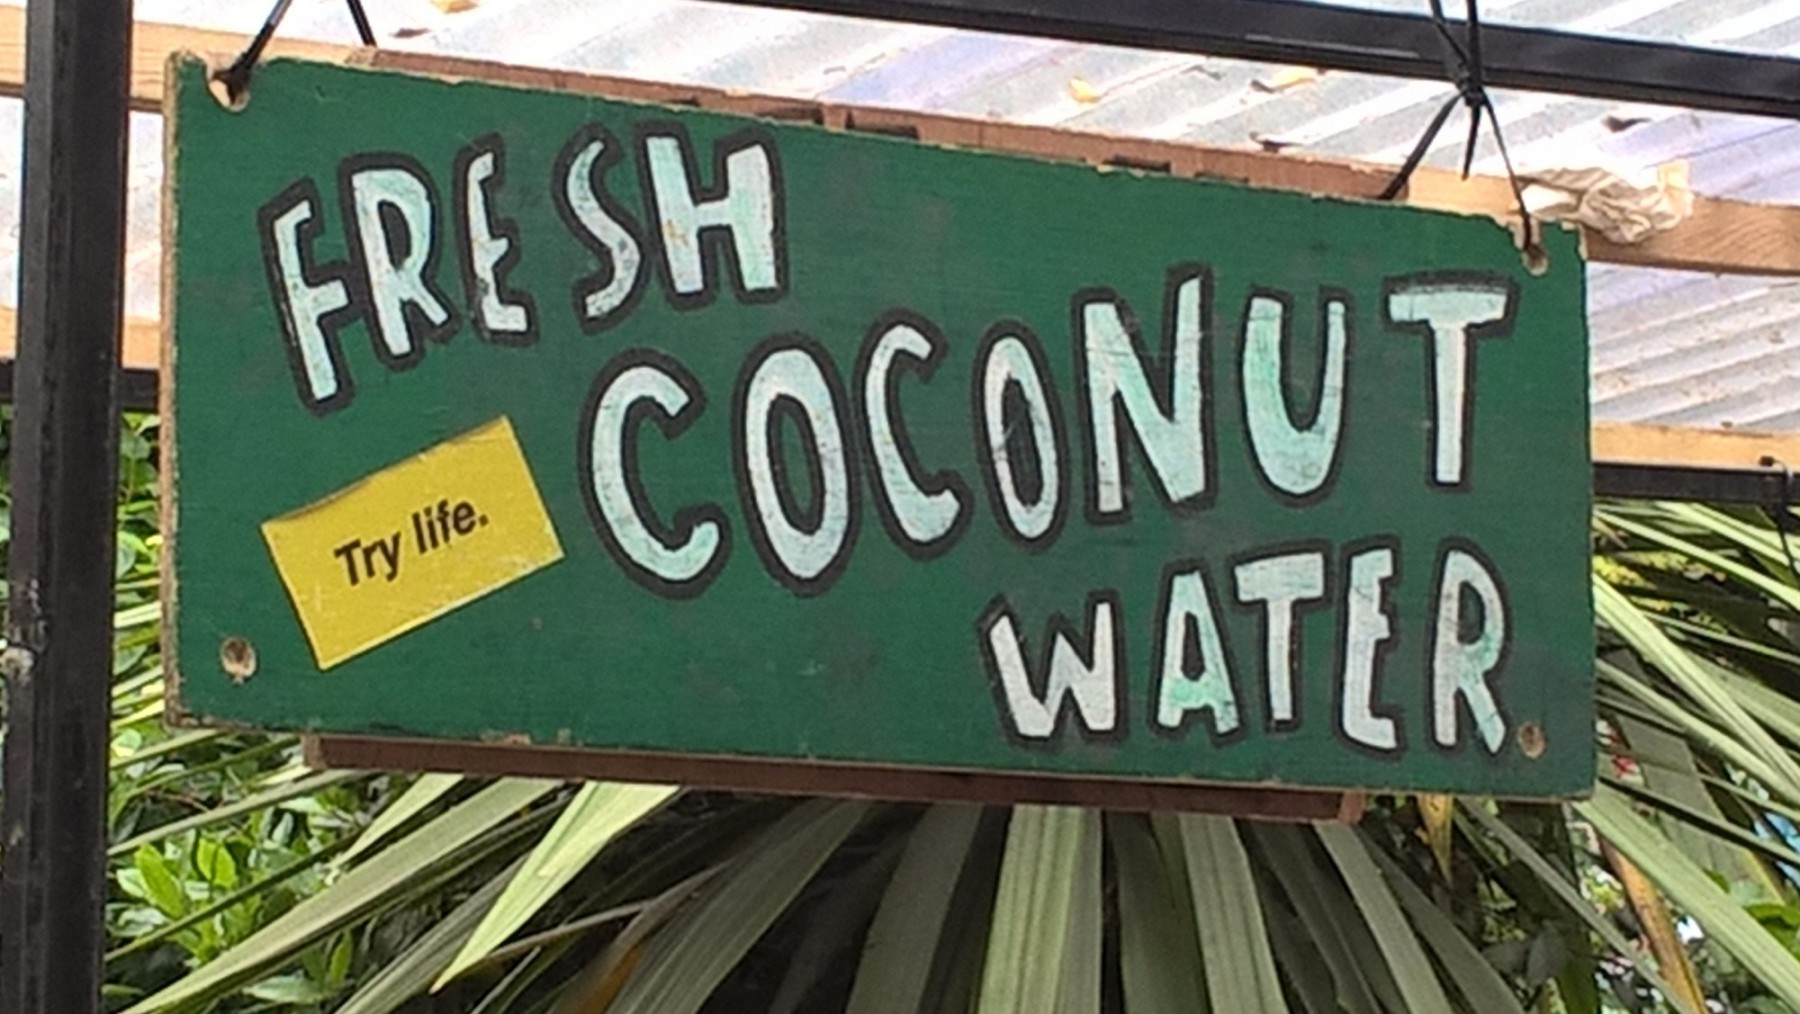 FRESH
COCONUT
WATER
Try life.